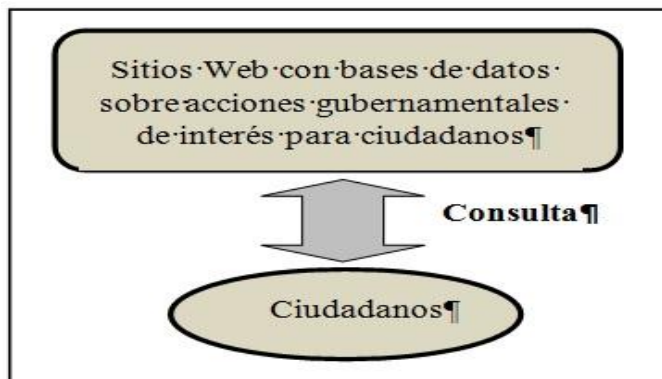 Sitios·Web·con·bases·de·datos·
sobre·acciones·gubernamentales·
de·interés·para·ciudadanos¶
Consulta¶
Ciudadanos¶